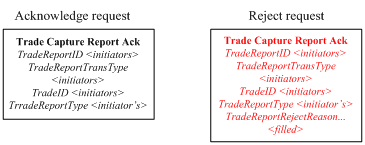 Acknowledge request
Trade Capture Report Ack
TradeReportID <initiators>
TradeReportTransType
<initiators>
TradeID <initiators>
TrradeReportType <initiator's>
Reject request
Trade Capture Report Ack
TradeReportID <initiators>
TradeReportTransType
<initiators>
TradeID <initiators>
TradeReportType <initiator's>
TradeReportRejectReason...
<filled>